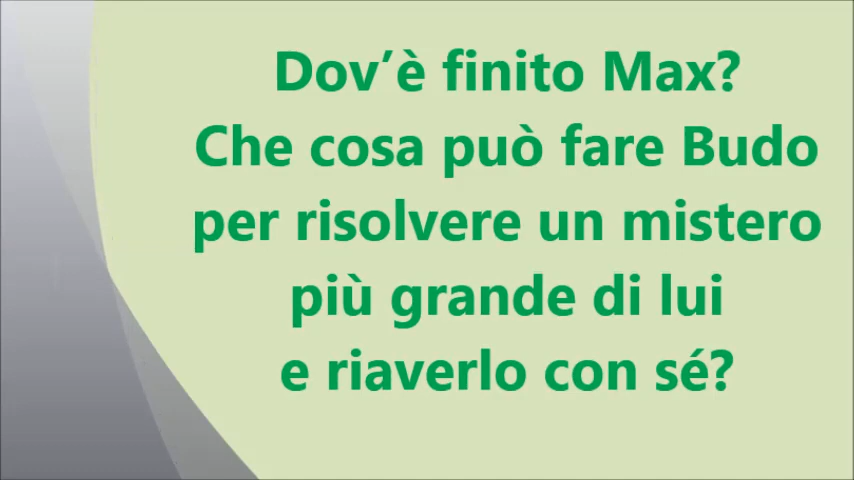 Dov’è finito Max?
Che cosa può fare Budo
per risolvere un mistero
più grande di lui
e riaverlo con sé?